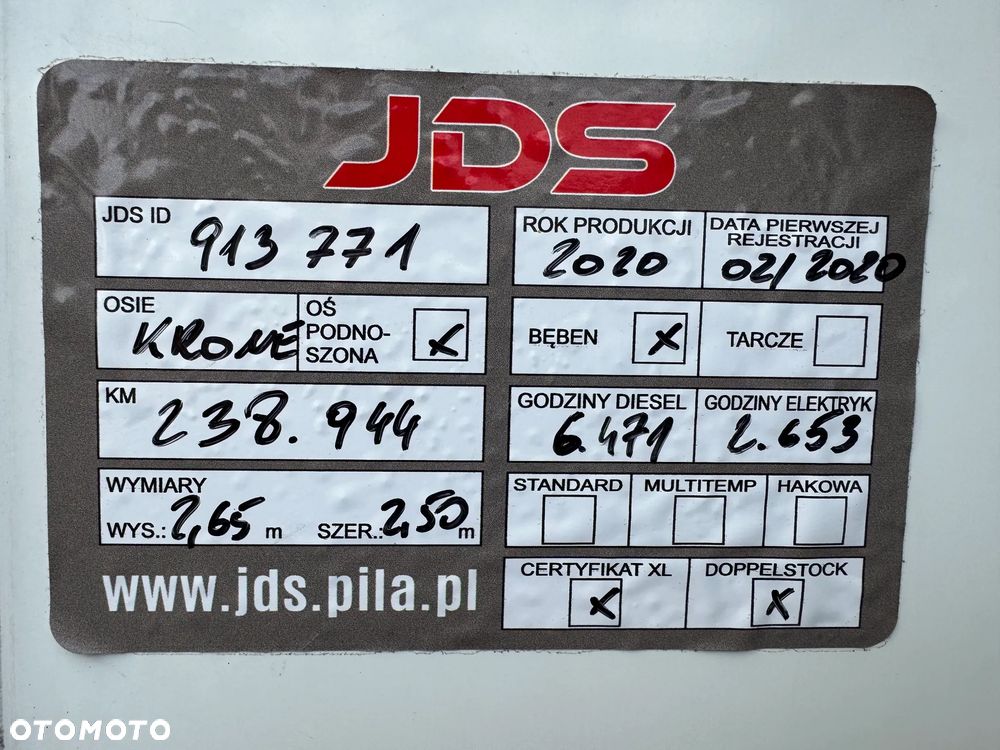 JDS
JDS ID
913 771
ROK PRODUKCJI
2020
DATA PIERWSZEJ
REJESTRACJI
02/2020
OSIE
KRONE
OŚ
PODNO-
SZONA
X
BĘBEN
X
TARCZE
KM
238.944
GODZINY DIESEL
6.471
GODZINY ELEKTRYK
2.653
WYMIARY
WYS.: 2,65 m SZER.: 2,50 m
STANDARD
MULTITEMP
HAKOWA
CERTYFIKAT XL
X
DOPPELSTOCK
X
www.jds.pila.pl
OTOMOTO